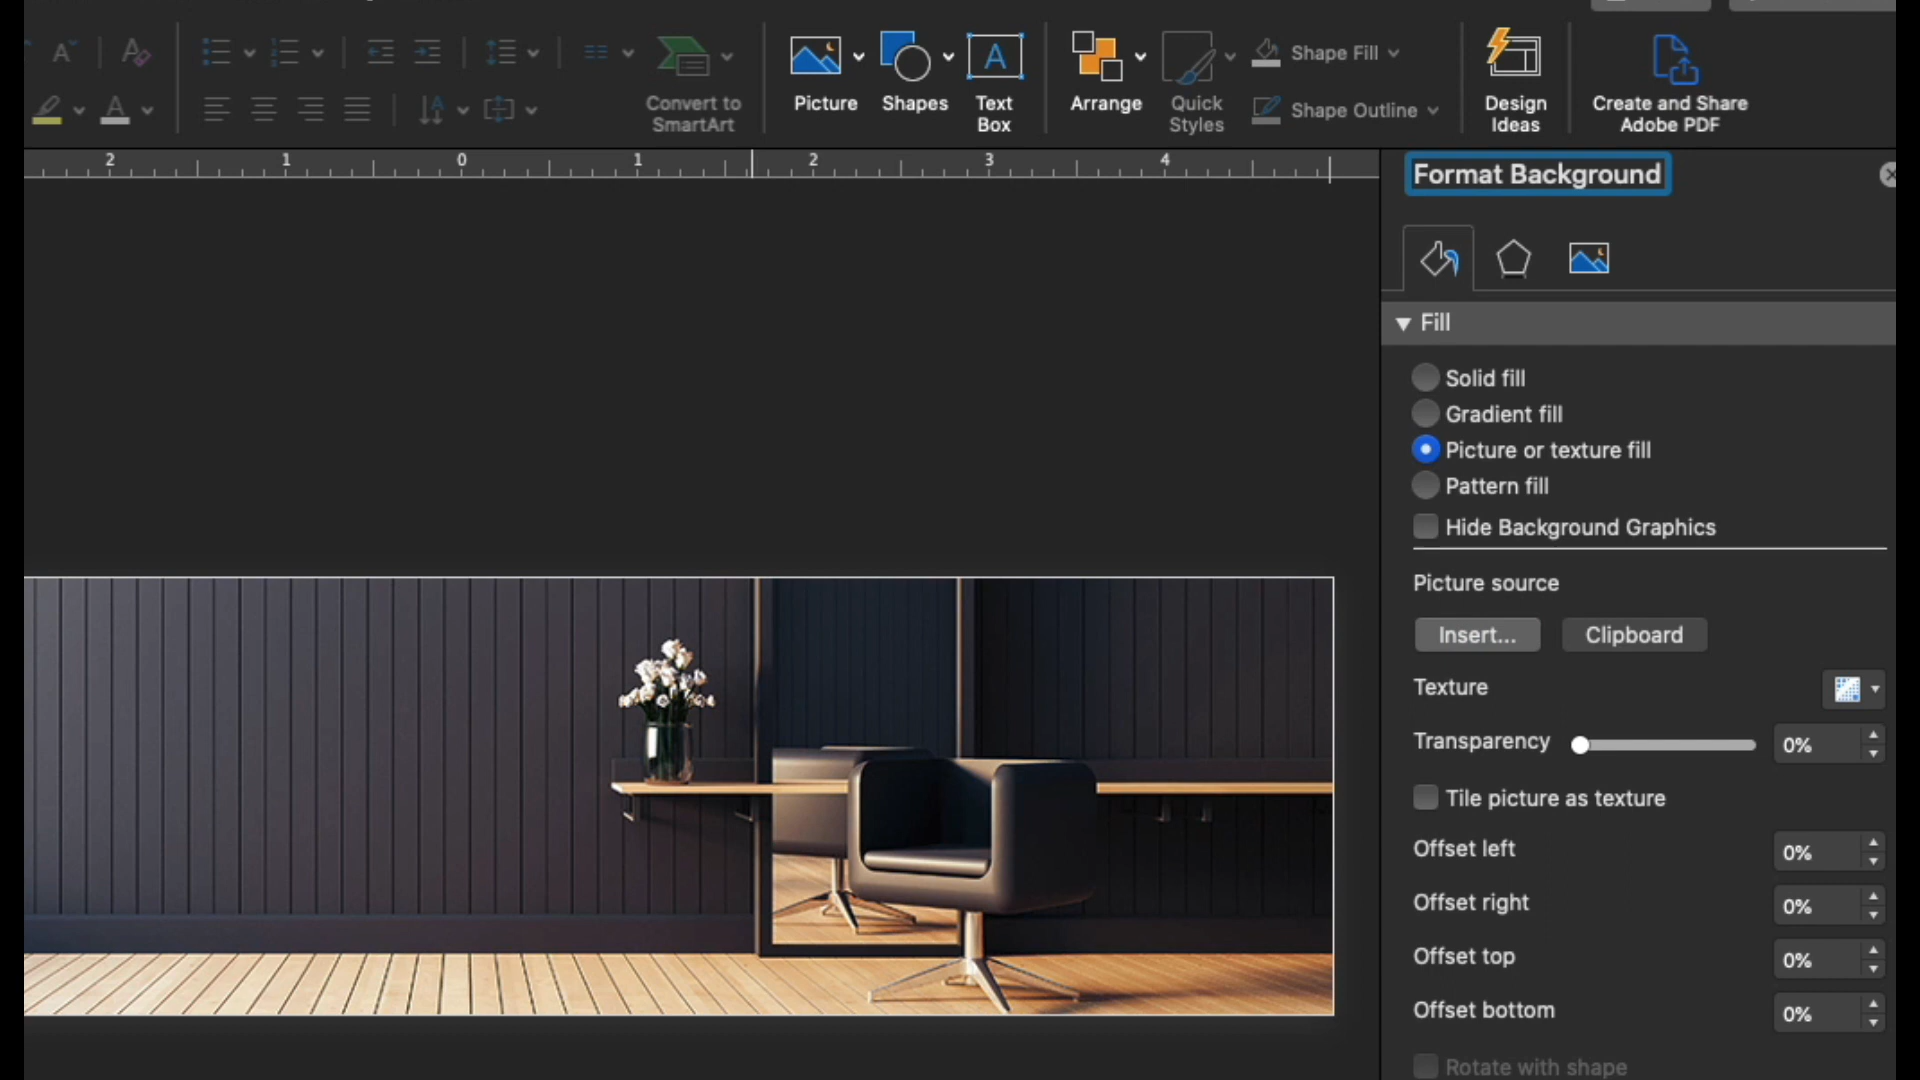 Convert to
SmartArt
Picture
Shapes
Text
Box
Arrange
Quick
Styles
Shape Fill
Shape Outline
Design
Ideas
Create and Share
Adobe PDF
2 1 0 1 2 3 4
Format Background
Fill
Solid fill
Gradient fill
Picture or texture fill
Pattern fill
Hide Background Graphics
Picture source
Insert... Clipboard
Texture
Transparency 0%
Tile picture as texture
Offset left 0%
Offset right 0%
Offset top 0%
Offset bottom 0%
Rotate with shape